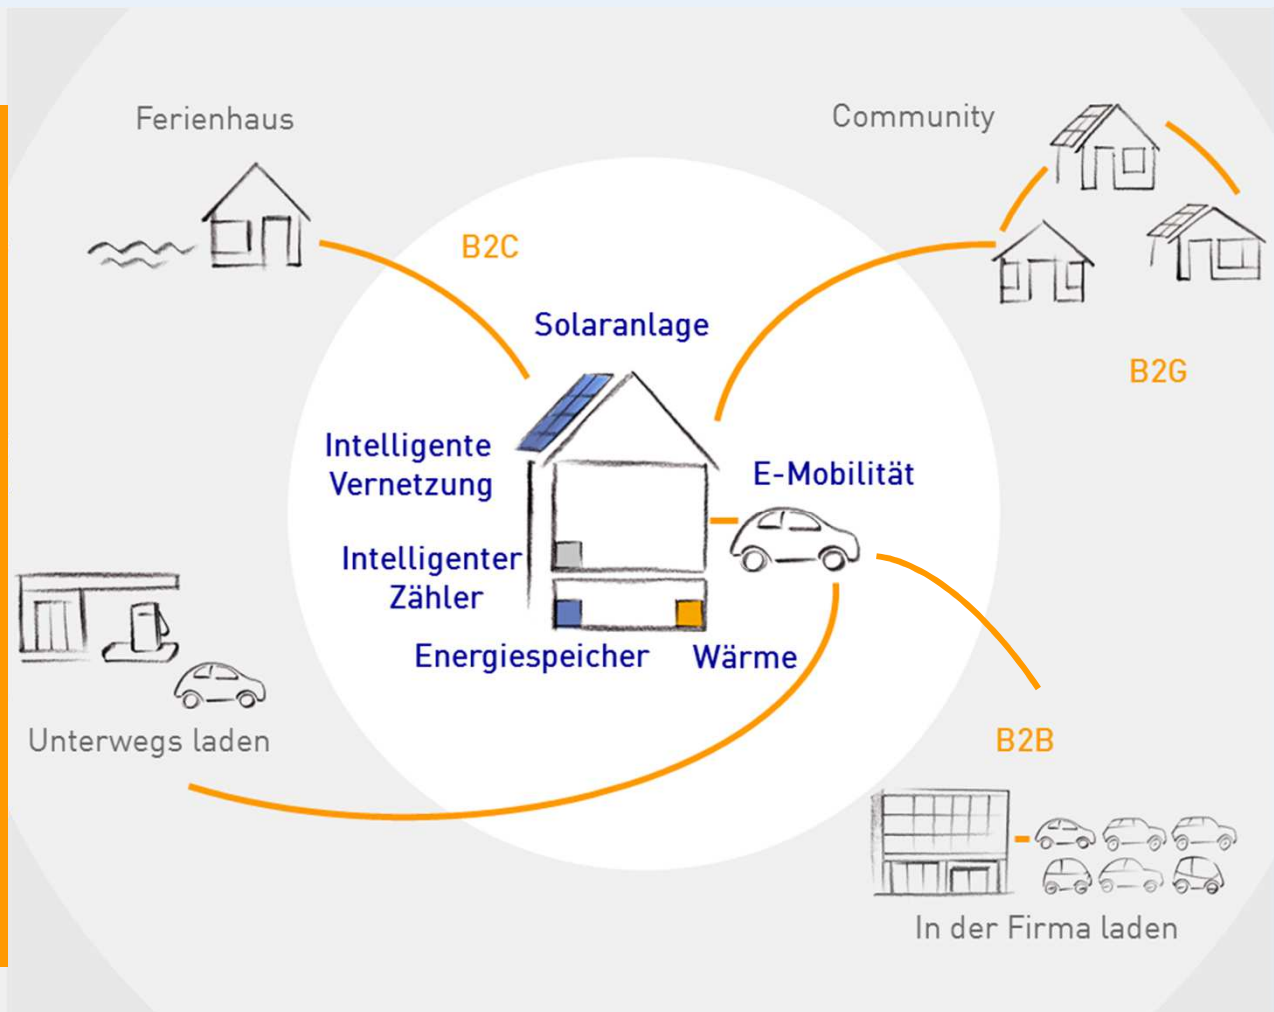 Ferienhaus
Community
B2C
Solaranlage
B2G
Intelligente
Vernetzung
E-Mobilität
Intelligenter
Zähler
Energiespeicher
Wärme
Unterwegs laden
B2B
In der Firma laden